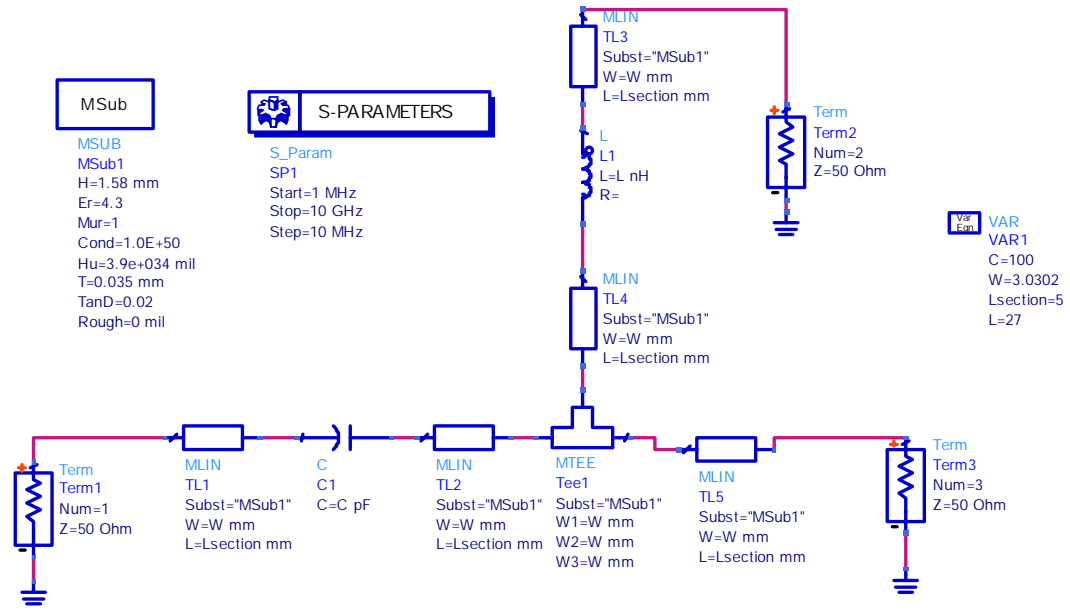 MSub
MSUB
MSub1
H=1.58 mm
Er=4.3
Mur=1
Cond=1.0E+50
Hu=3.9e+034 mil
T=0.035 mm
TanD=0.02
Rough=0 mil
S-PARAMETERS
S_Param
SP1
Start=1 MHz
Stop=10 GHz
Step=10 MHz
MLIN
TL3
Subst="MSub1"
W=W mm
L=Lsection mm
L
L1
L=L nH
R=
Term
Term2
Num=2
Z=50 Ohm
Var
Eqn
VAR
VAR1
C=100
W=3.0302
Lsection=5
L=27
MLIN
TL4
Subst="MSub1"
W=W mm
L=Lsection mm
Term
Term1
Num=1
Z=50 Ohm
MLIN
TL1
Subst="MSub1"
W=W mm
L=Lsection mm
C
C1
C=C pF
MLIN
TL2
Subst="MSub1"
W=W mm
L=Lsection mm
MTEE
Tee1
Subst="MSub1"
W1=W mm
W2=W mm
W3=W mm
MLIN
TL5
Subst="MSub1"
W=W mm
L=Lsection mm
Term
Term3
Num=3
Z=50 Ohm